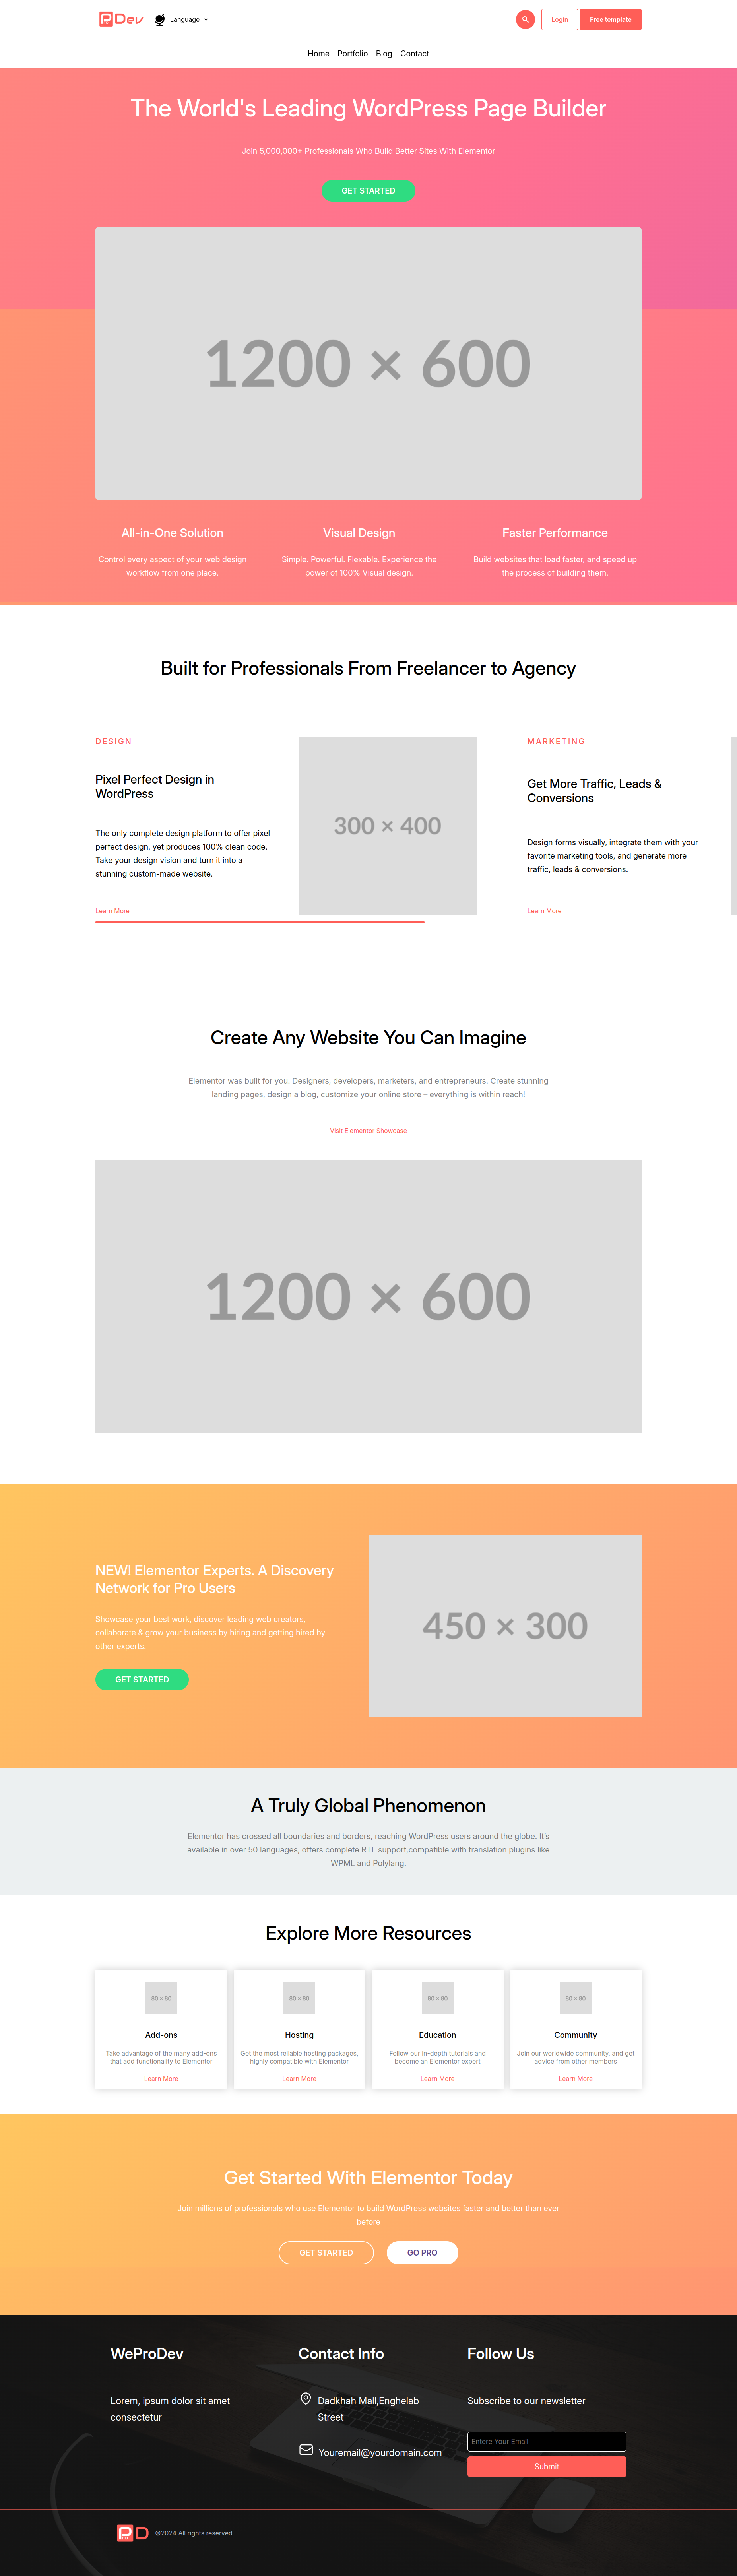 PDev Language
Login Free template
Home Portfolio Blog Contact
The World's Leading WordPress Page Builder
Join 5,000,000+ Professionals Who Build Better Sites With Elementor
GET STARTED
1200 × 600
All-in-One Solution
Control every aspect of your web design
workflow from one place.
Visual Design
Simple. Powerful. Flexable. Experience the
power of 100% Visual design.
Faster Performance
Build websites that load faster, and speed up
the process of building them.
Built for Professionals From Freelancer to Agency
DESIGN
Pixel Perfect Design in
WordPress
The only complete design platform to offer pixel
perfect design, yet produces 100% clean code.
Take your design vision and turn it into a
stunning custom-made website.
Learn More
300 × 400
MARKETING
Get More Traffic, Leads &
Conversions
Design forms visually, integrate them with your
favorite marketing tools, and generate more
traffic, leads & conversions.
Learn More
Create Any Website You Can Imagine
Elementor was built for you. Designers, developers, marketers, and entrepreneurs. Create stunning
landing pages, design a blog, customize your online store – everything is within reach!
Visit Elementor Showcase
1200 × 600
NEW! Elementor Experts. A Discovery
Network for Pro Users
Showcase your best work, discover leading web creators,
collaborate & grow your business by hiring and getting hired by
other experts.
GET STARTED
450 × 300
A Truly Global Phenomenon
Elementor has crossed all boundaries and borders, reaching WordPress users around the globe. It's
available in over 50 languages, offers complete RTL support,compatible with translation plugins like
WPML and Polylang.
Explore More Resources
80 × 80
Add-ons
Take advantage of the many add-ons
that add functionality to Elementor
Learn More
80 × 80
Hosting
Get the most reliable hosting packages,
highly compatible with Elementor
Learn More
80 × 80
Education
Follow our in-depth tutorials and
become an Elementor expert
Learn More
80 × 80
Community
Join our worldwide community, and get
advice from other members
Learn More
Get Started With Elementor Today
Join millions of professionals who use Elementor to build WordPress websites faster and better than ever
before
GET STARTED GO PRO
WeProDev
Lorem, ipsum dolor sit amet
consectetur
Contact Info
Dadkhah Mall,Enghelab
Street
Youremail@yourdomain.com
Follow Us
Subscribe to our newsletter
Entere Your Email
Submit
PD ©2024 All rights reserved